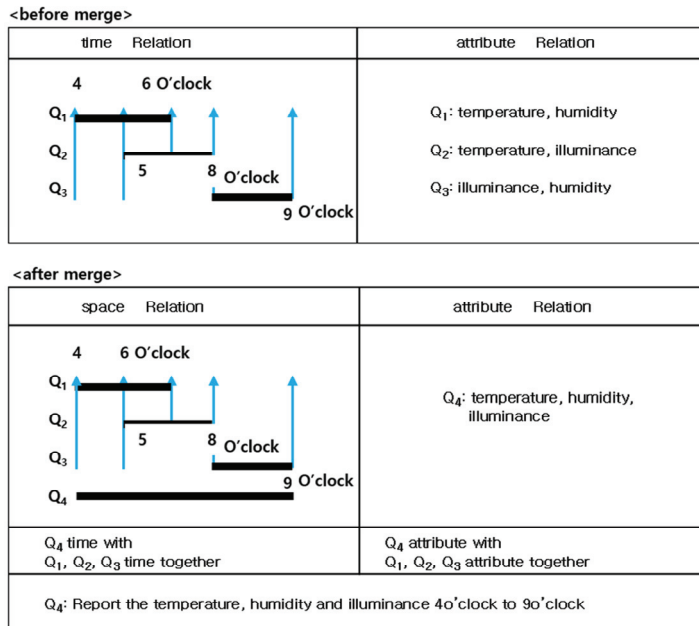 <before merge>
time Relation
attribute Relation
4 6 O'clock
Q1
Q2
5 8
O'clock
Q3
9 O'clock
Q1: temperature, humidity
Q2: temperature, illuminance
Q3: illuminance, humidity
<after merge>
space Relation
attribute Relation
4 6 O'clock
Q1
Q2
5 8
O'clock
Q3
9 O'clock
Q4
Q4: temperature, humidity,
illuminance
Q4 time with
Q1, Q2, Q3 time together
Q4 attribute with
Q1, Q2, Q3 attribute together
Q4: Report the temperature, humidity and illuminance 4o'clock to 9o'clock